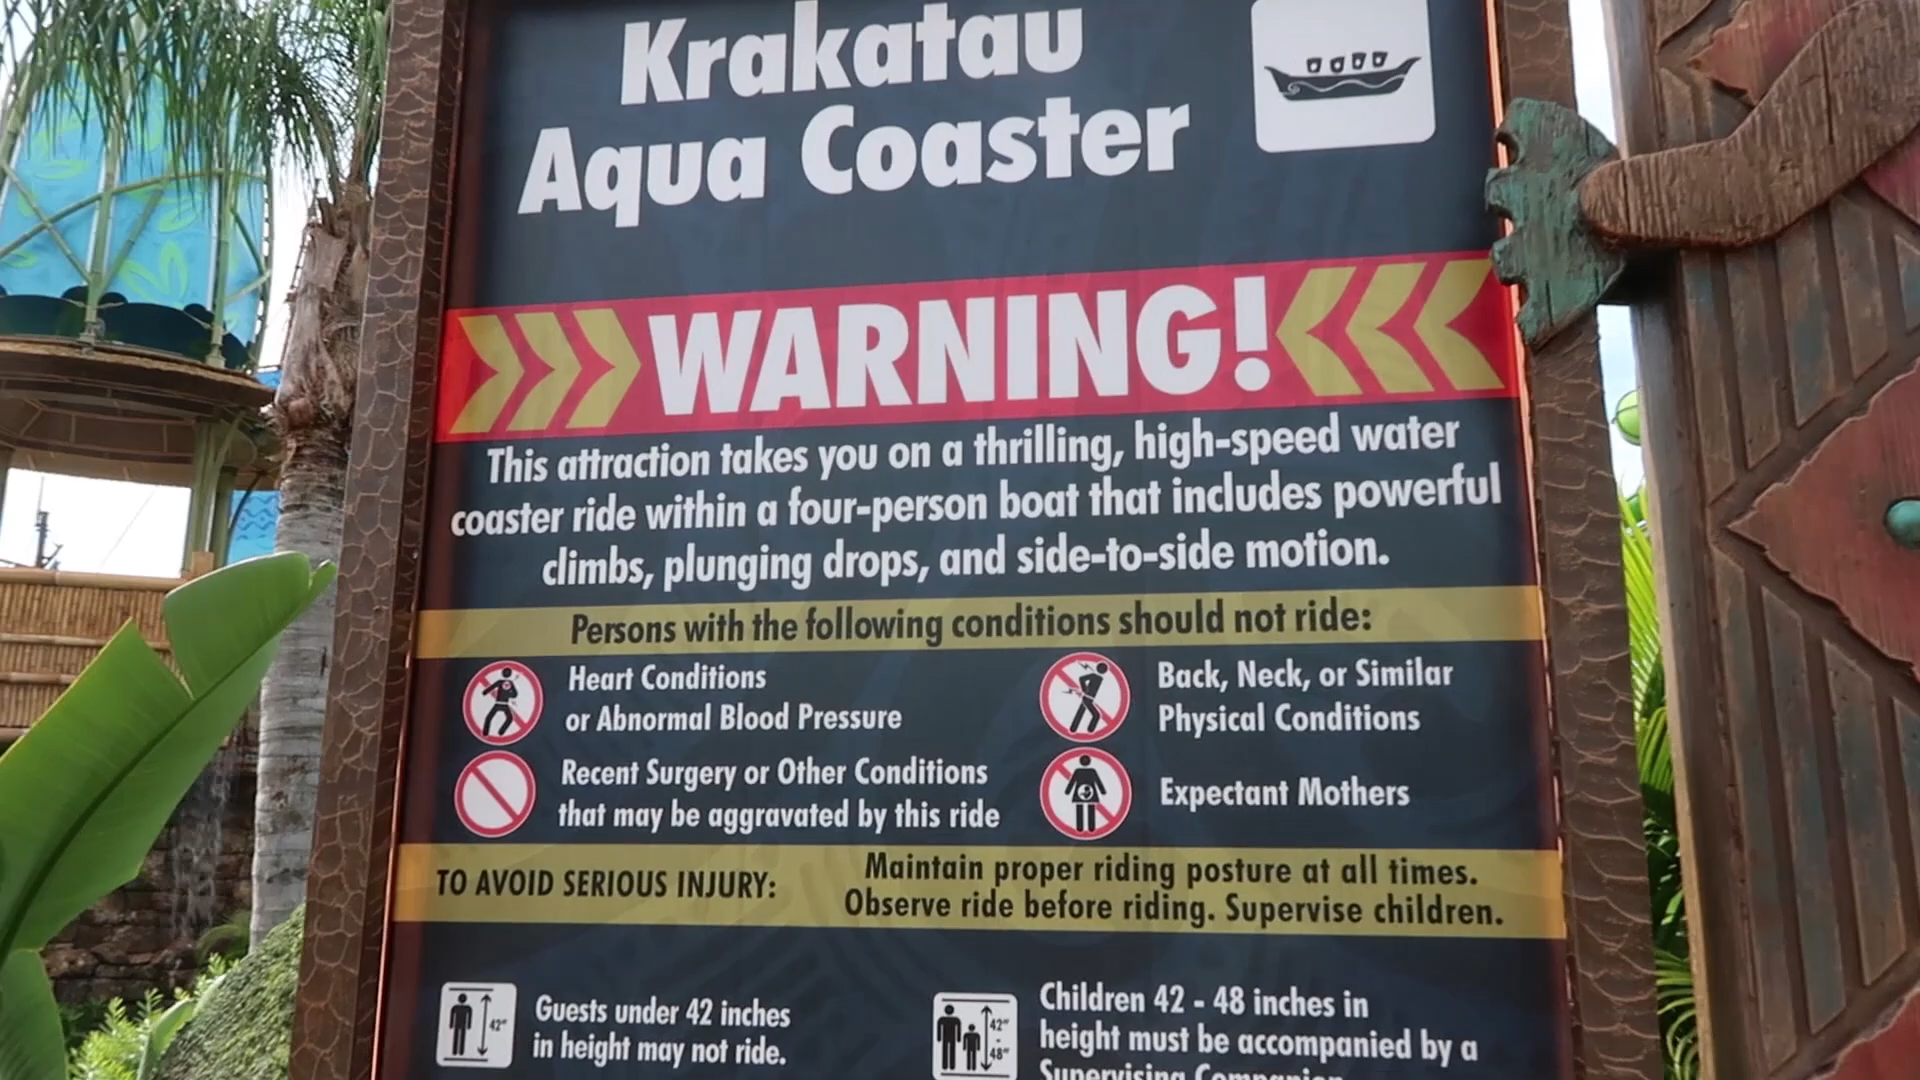 Krakatau
Aqua Coaster
WARNING!
This attraction takes you on a thrilling, high-speed water
coaster ride within a four-person boat that includes powerful
climbs, plunging drops, and side-to-side motion.
Persons with the following conditions should not ride:
Heart Conditions
or Abnormal Blood Pressure
Back, Neck, or Similar
Physical Conditions
Recent Surgery or Other Conditions
that may be aggravated by this ride
Expectant Mothers
TO AVOID SERIOUS INJURY:
Maintain proper riding posture at all times.
Observe ride before riding. Supervise children.
42"
Guests under 42 inches
in height may not ride.
42"
-
48"
Children 42 - 48 inches in
height must be accompanied by a
Supervising Companion